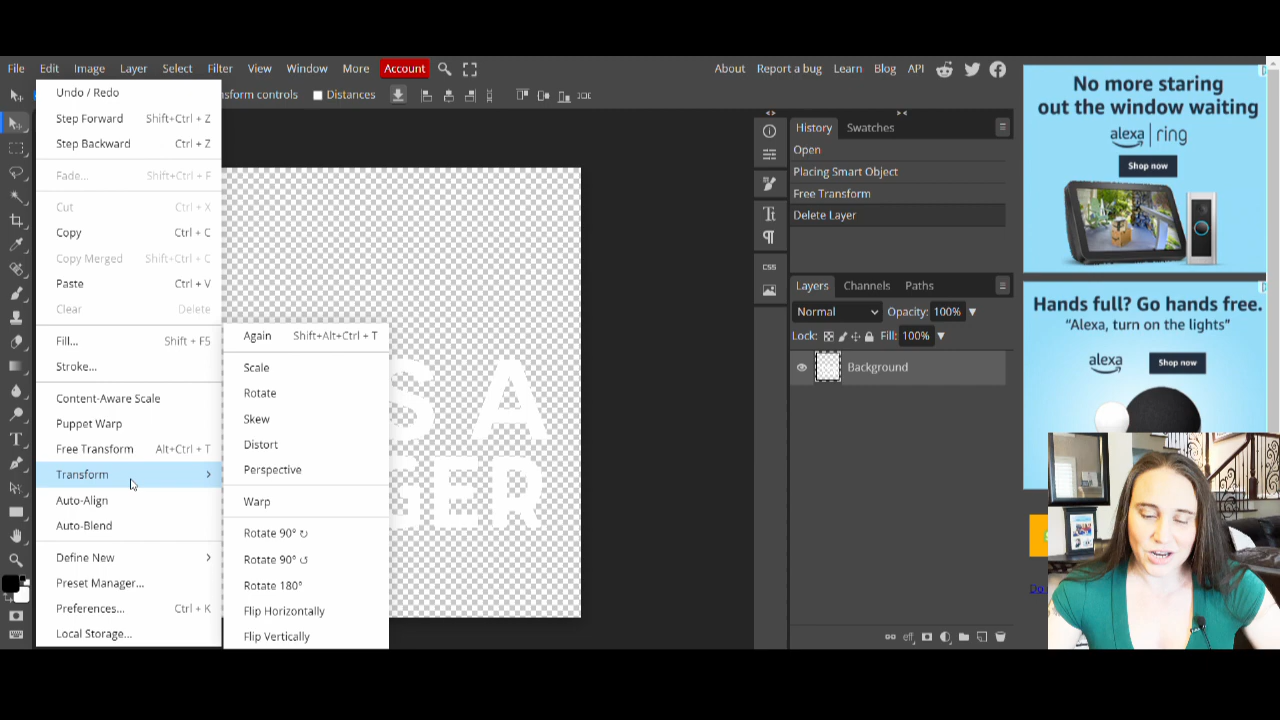 File Edit Image Layer Select Filter View Window More Account About Report a bug Learn Blog API
nsform controls Distances
Undo / Redo
Step Forward Shift+Ctrl + Z
Step Backward Ctrl + Z
Fade... Shift+Ctrl + F
Cut Ctrl + X
Copy Ctrl + C
Copy Merged Shift+Ctrl + C
Paste Ctrl + V
Clear Delete
Fill... Shift + F5
Stroke...
Content-Aware Scale
Puppet Warp
Free Transform Alt+Ctrl + T
Transform >
Auto-Align
Auto-Blend
Define New >
Preset Manager...
Preferences... Ctrl + K
Local Storage...
Again Shift+Alt+Ctrl + T
Scale
Rotate
Skew
Distort
Perspective
Warp
Rotate 90° ↻
Rotate 90° ↺
Rotate 180°
Flip Horizontally
Flip Vertically
S A
GER
CSS
History Swatches
Open
Placing Smart Object
Free Transform
Delete Layer
Layers Channels Paths
Normal Opacity: 100%
Lock: Fill: 100%
Background
eff
No more staring
out the window waiting
alexa | ring
Shop now
Hands full? Go hands free.
“Alexa, turn on the lights”
alexa Shop now